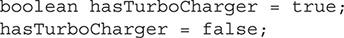 boolean hasTurboCharger = true;
hasTurboCharger = false;